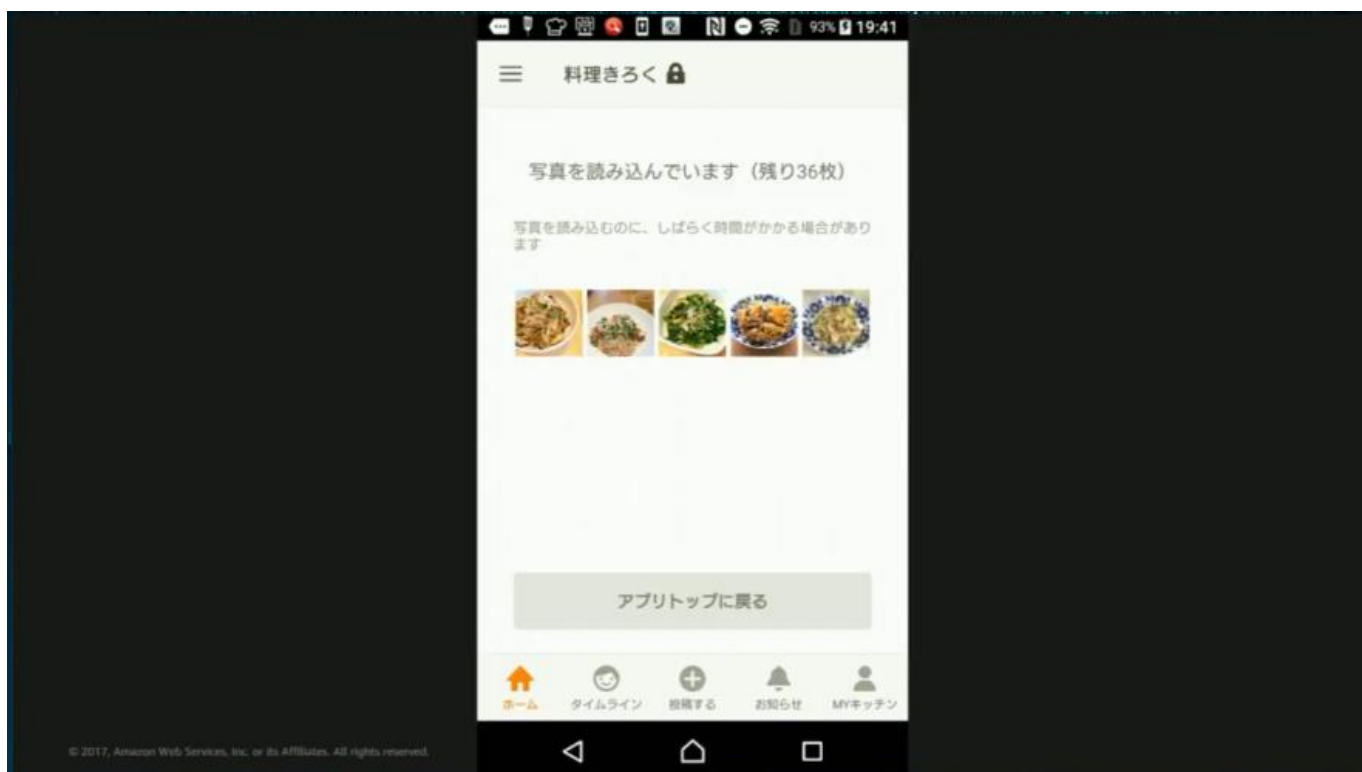 93% 19:41
料理きろく
写真を読み込んでいます（残り36枚）
写真を読み込むのに、しばらく時間がかかる場合があり
ます
アプリトップに戻る
ホーム タイムライン 投稿する お知らせ MYキッチン
© 2017, Amazon Web Services, Inc. or its Affiliates. All rights reserved.